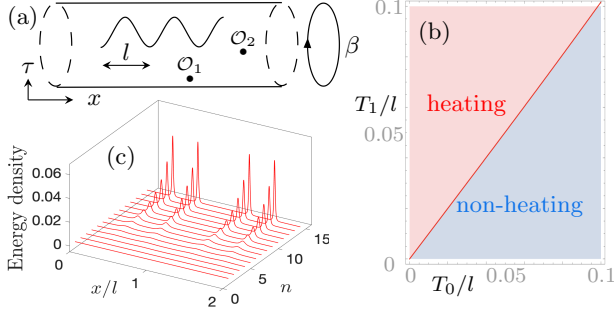 (a)
l
𝒪₁
𝒪₂
β
τ
x
(b)
0.1
T₁/l
0.05
0
heating
non-heating
0
0.05
0.1
T₀/l
(c)
Energy density
0.06
0.04
0.02
0
0
1
2
x/l
0
5
10
15
n